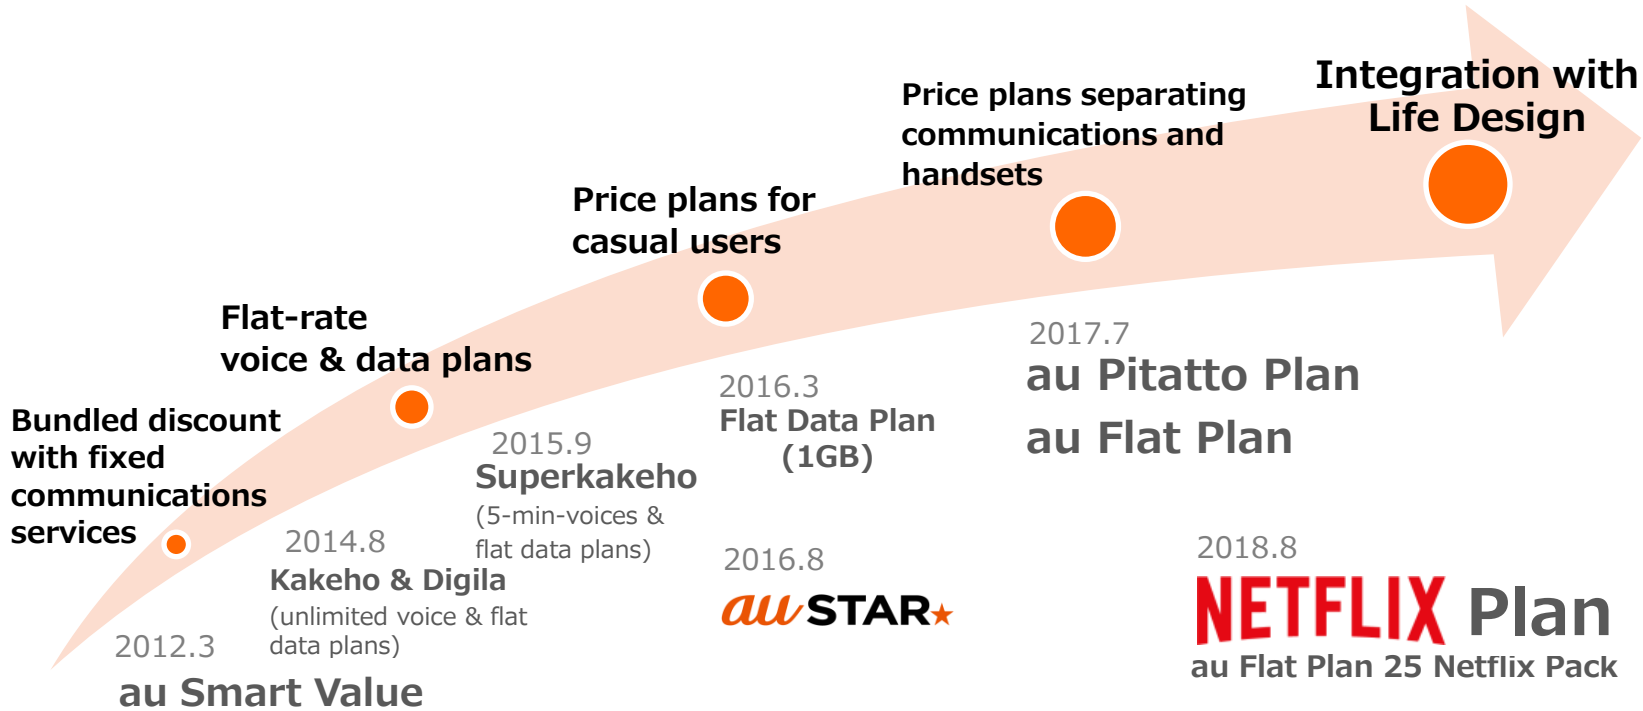 Bundled discount
with fixed
communications
services
2012.3
au Smart Value
Flat-rate
voice & data plans
2014.8
Kakeho & Digila
(unlimited voice & flat
data plans)
2015.9
Superkakeho
(5-min-voices &
flat data plans)
Price plans for
casual users
2016.3
Flat Data Plan
(1GB)
2016.8
au STAR
Price plans separating
communications and
handsets
2017.7
au Pitatto Plan
au Flat Plan
Integration with
Life Design
2018.8
NETFLIX Plan
au Flat Plan 25 Netflix Pack